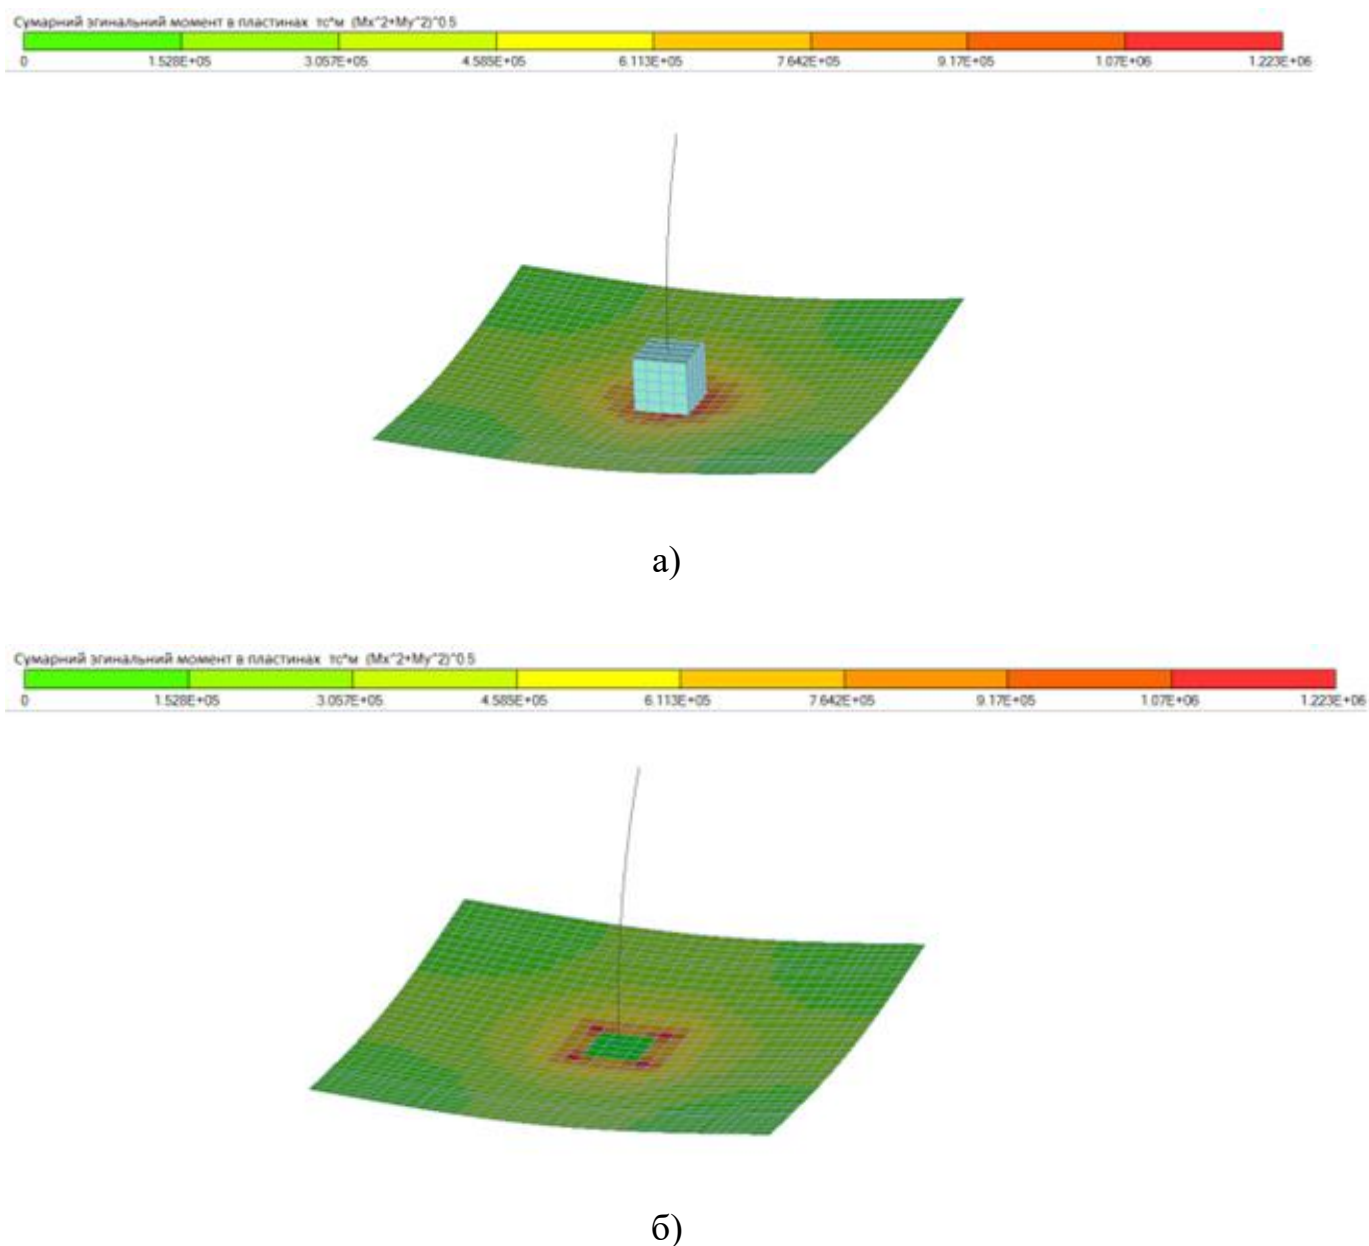 Сумарний згинальний момент в пластинах тс*м (Mx^2+My^2)^0.5
0 1.528E+05 3.057E+05 4.585E+05 6.113E+05 7.642E+05 9.17E+05 1.07E+06 1.223E+06
а)
Сумарний згинальний момент в пластинах тс*м (Mx^2+My^2)^0.5
0 1.528E+05 3.057E+05 4.585E+05 6.113E+05 7.642E+05 9.17E+05 1.07E+06 1.223E+06
б)